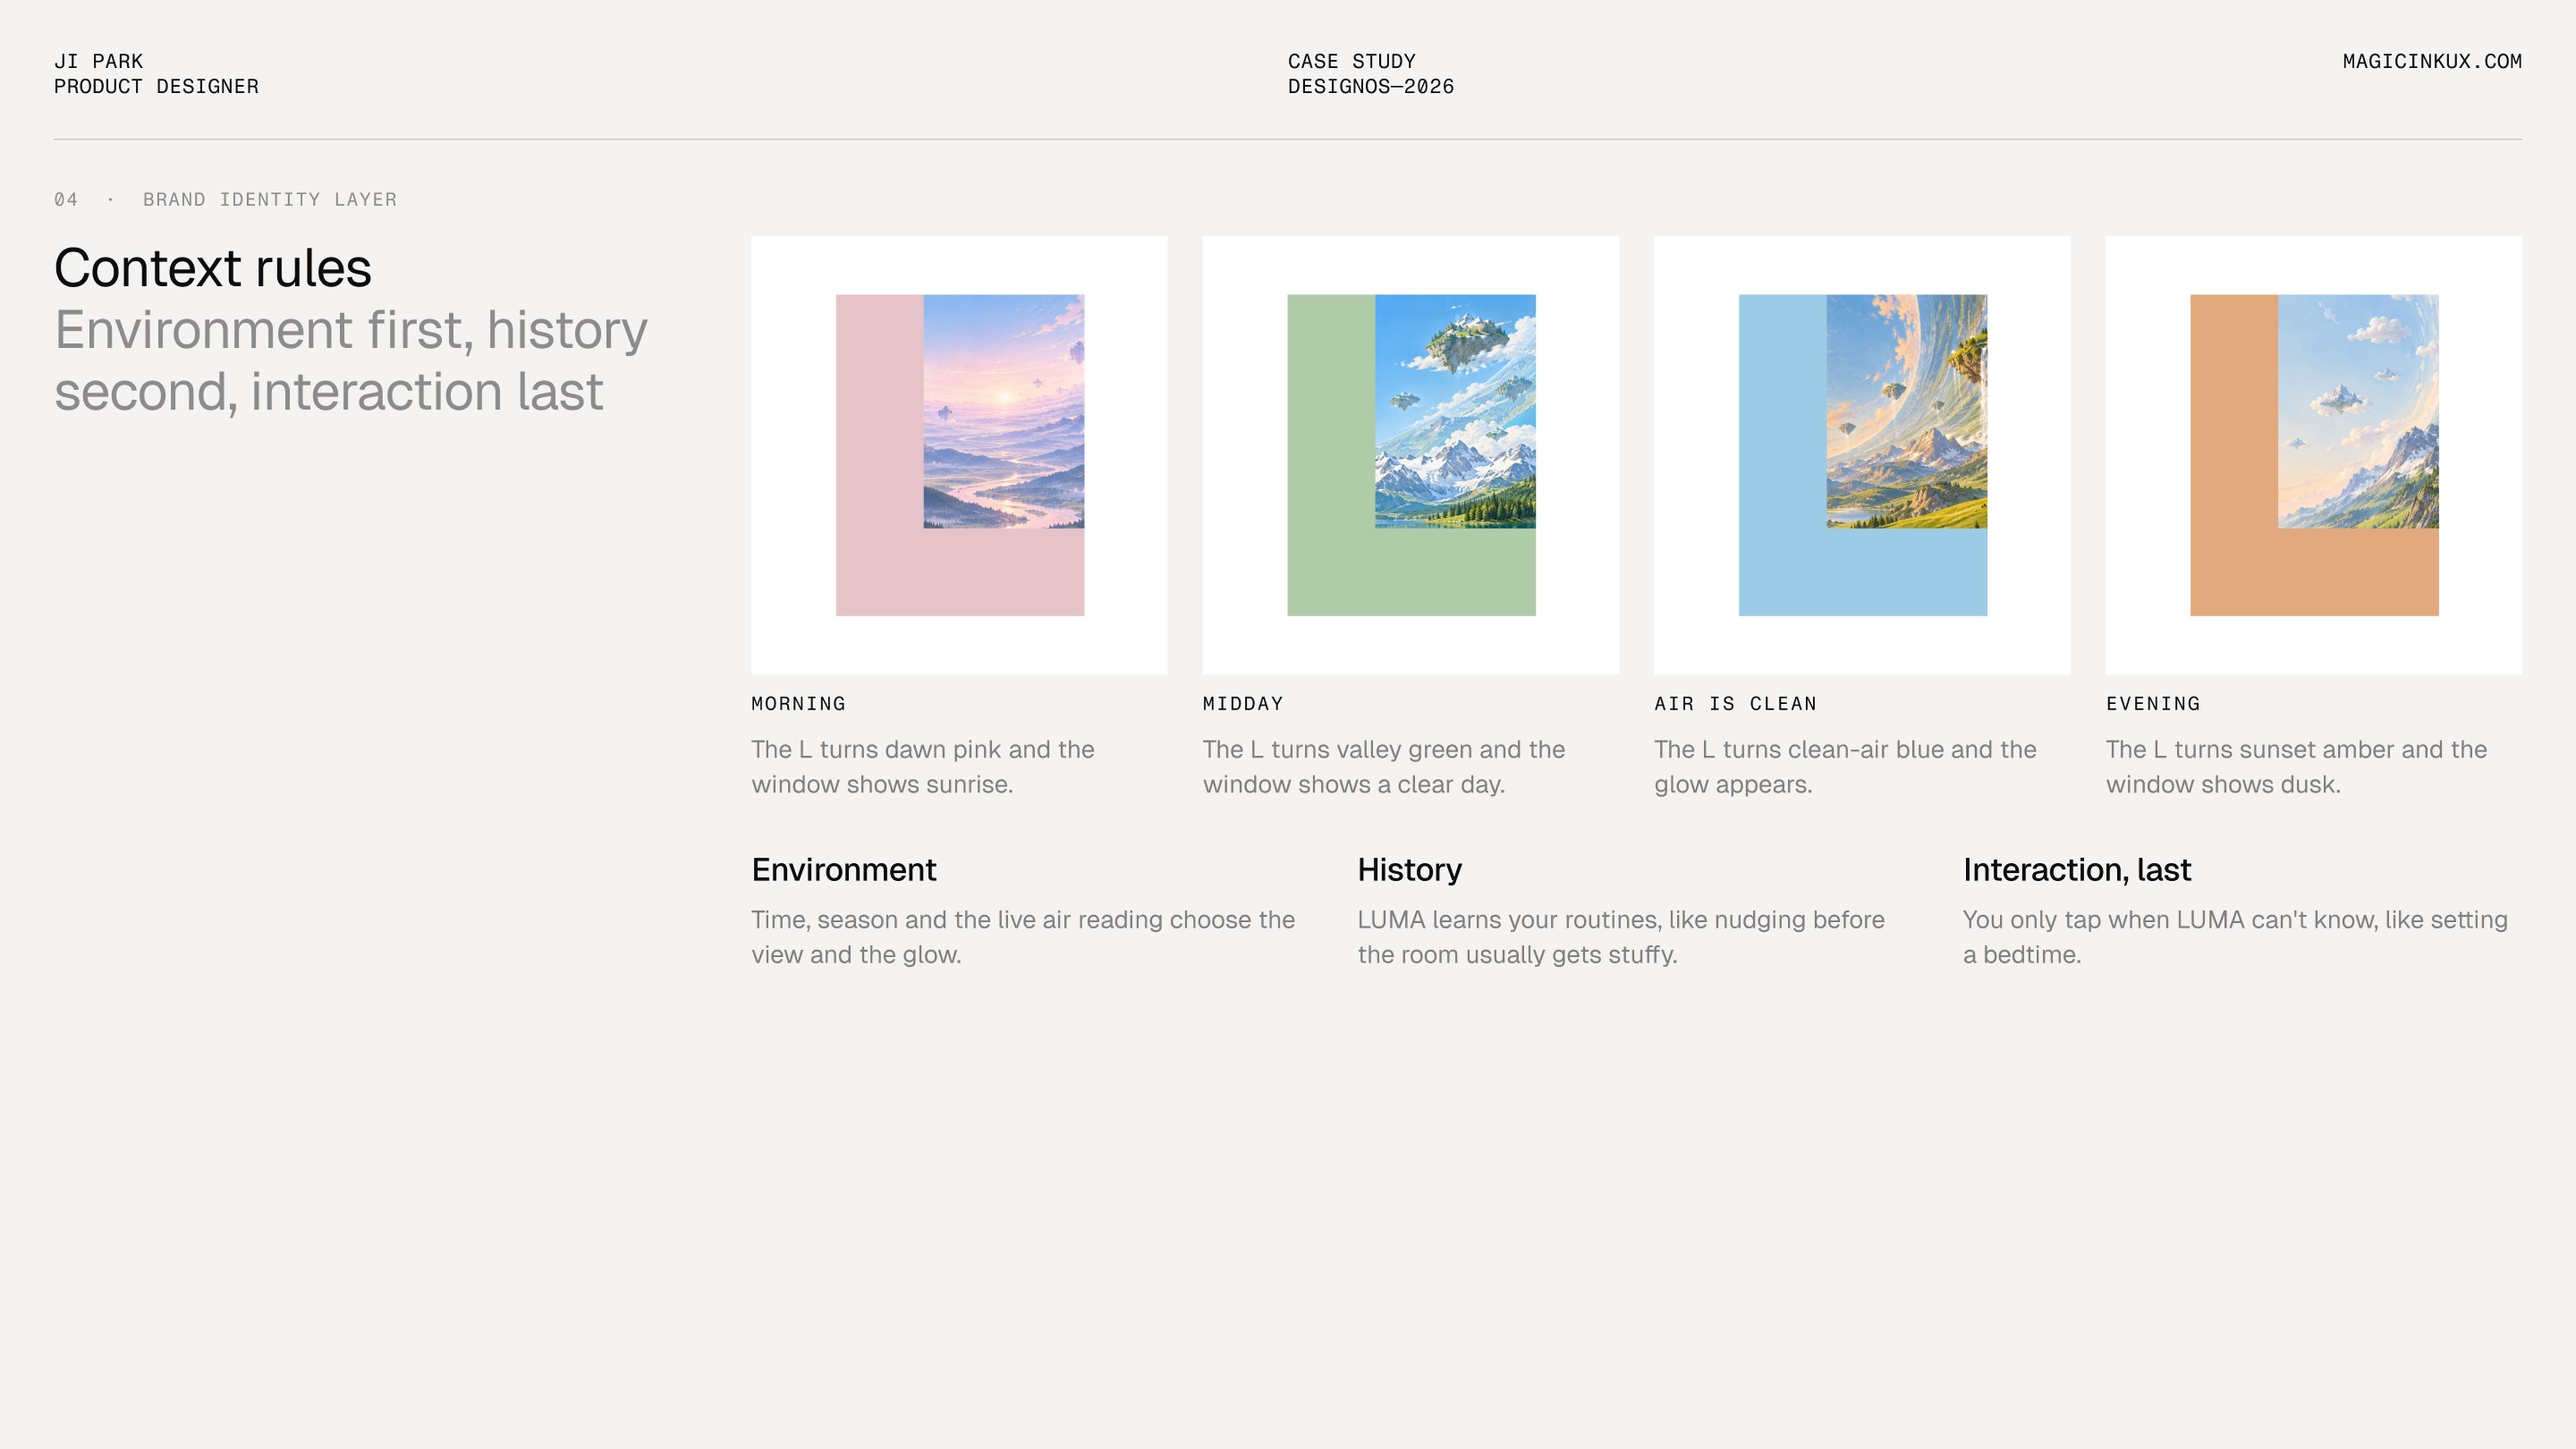 JI PARK
PRODUCT DESIGNER
CASE STUDY
DESIGNOS—2026
MAGICINKUX.COM
04 · BRAND IDENTITY LAYER
Context rules
Environment first, history
second, interaction last
MORNING
The L turns dawn pink and the
window shows sunrise.
MIDDAY
The L turns valley green and the
window shows a clear day.
AIR IS CLEAN
The L turns clean-air blue and the
glow appears.
EVENING
The L turns sunset amber and the
window shows dusk.
Environment
Time, season and the live air reading choose the
view and the glow.
History
LUMA learns your routines, like nudging before
the room usually gets stuffy.
Interaction, last
You only tap when LUMA can't know, like setting
a bedtime.